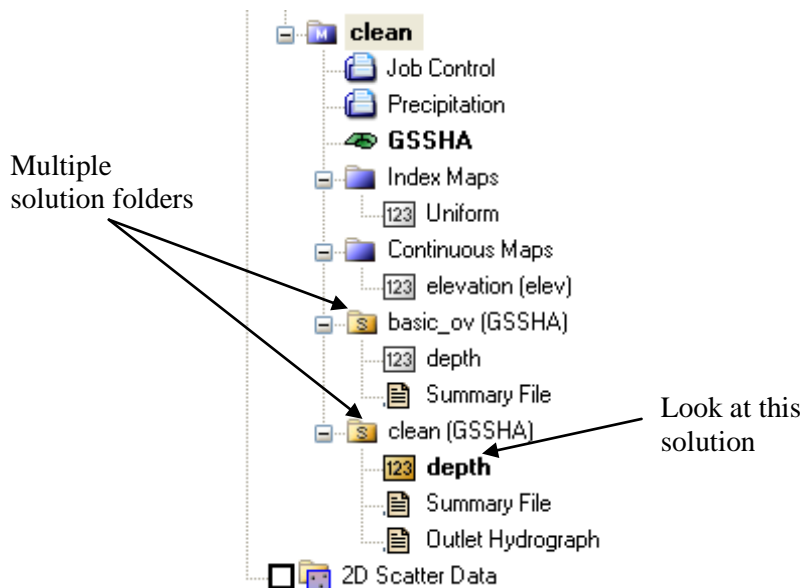 clean
Job Control
Precipitation
GSSHA
Multiple
solution folders
Index Maps
123 Uniform
Continuous Maps
123 elevation (elev)
S basic_ov (GSSHA)
123 depth
Summary File
Look at this
solution
S clean (GSSHA)
123 depth
Summary File
Outlet Hydrograph
2D Scatter Data